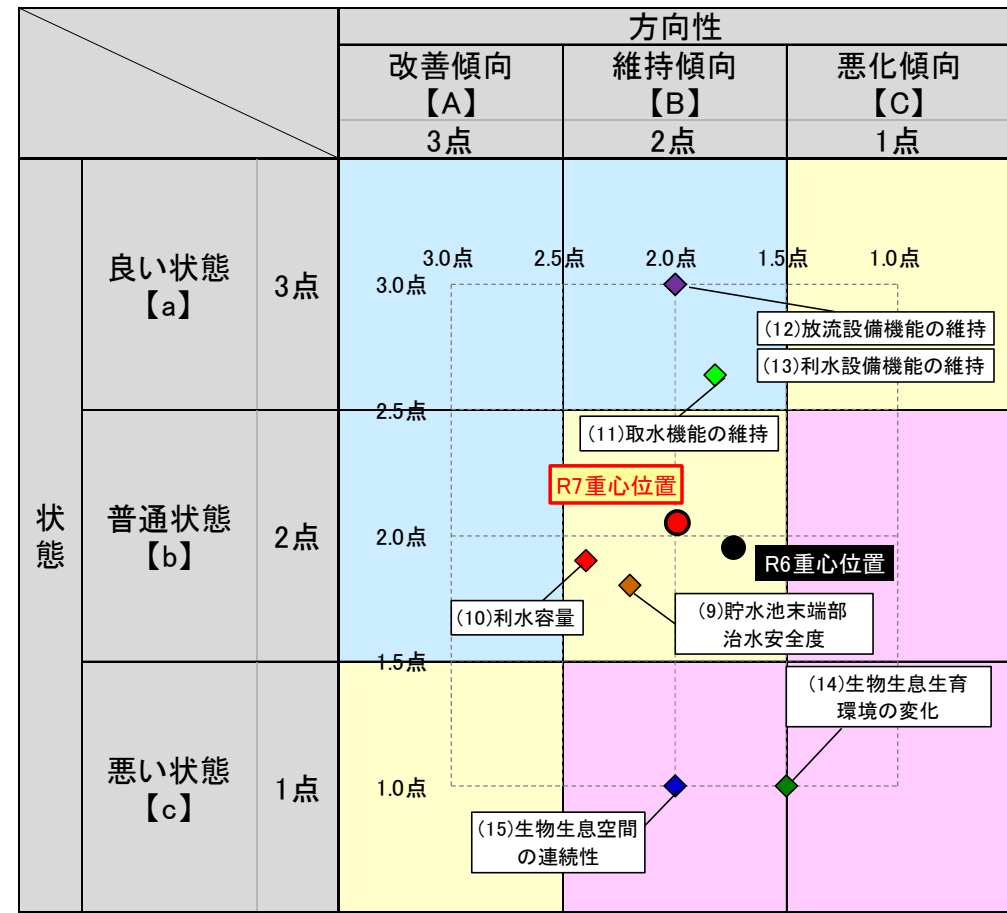 方向性
改善傾向
【A】
維持傾向
【B】
悪化傾向
【C】
3点
2点
1点
状態
良い状態
【a】
3点
普通状態
【b】
2点
悪い状態
【c】
1点
3.0点
2.5点
2.0点
1.5点
1.0点
3.0点
2.5点
2.0点
1.5点
1.0点
(12)放流設備機能の維持
(13)利水設備機能の維持
(11)取水機能の維持
R7重心位置
R6重心位置
(10)利水容量
(9)貯水池末端部
治水安全度
(14)生物生息生育
環境の変化
(15)生物生息空間
の連続性